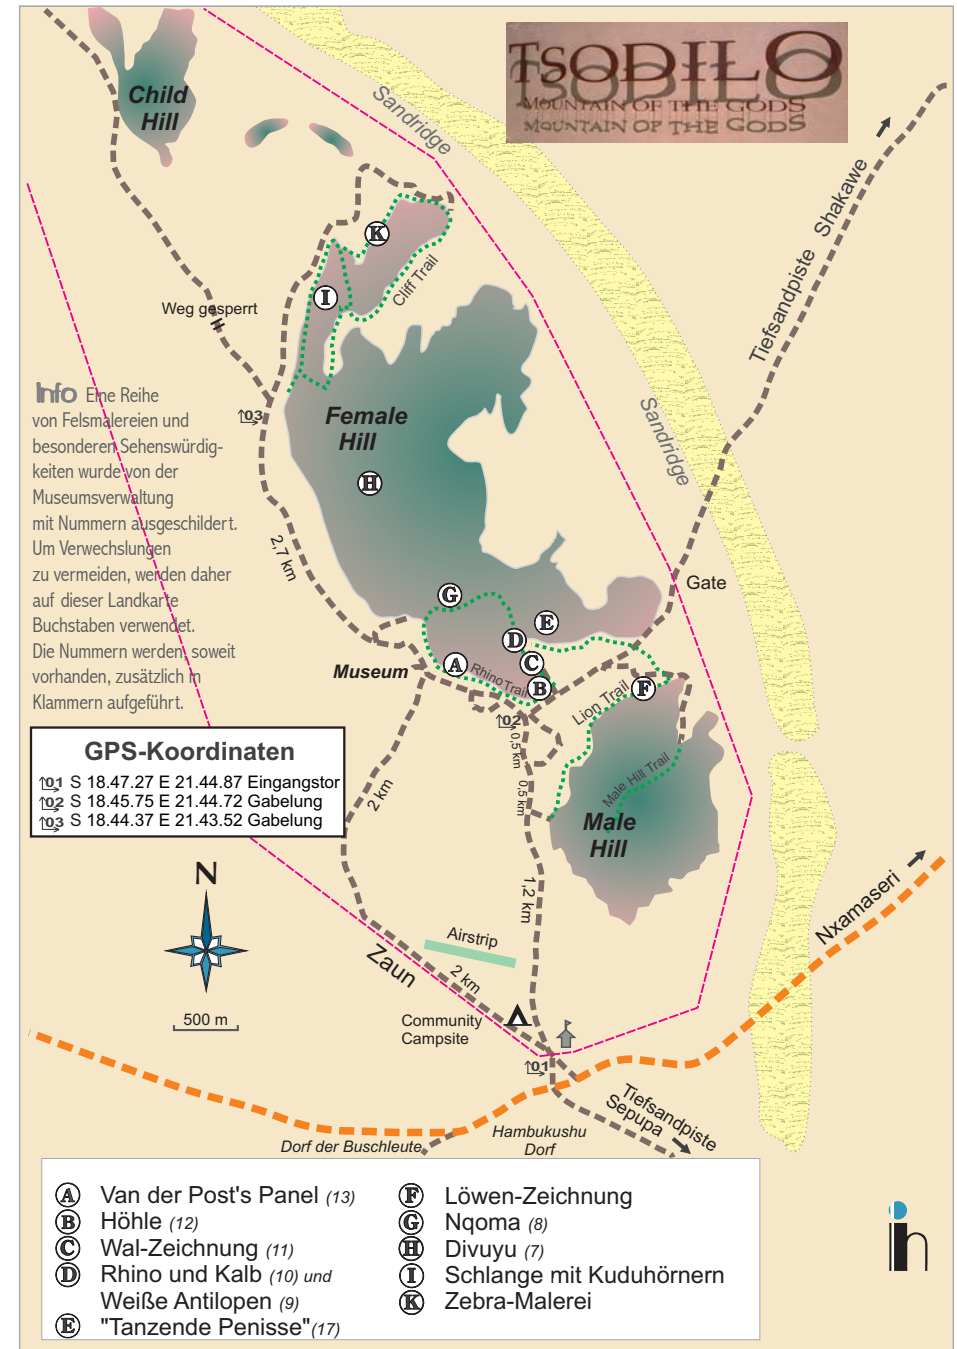 TSODILO
MOUNTAIN OF THE GODS
MOUNTAIN OF THE GODS
Child
Hill
Sandridge
Shakawe
Tiefsandpiste
K
Cliff Trail
I
Weg gesperrt
Info Eine Reihe
von Felsmalereien und
besonderen Sehenswürdig-
keiten wurde von der
Museumsverwaltung
mit Nummern ausgeschildert.
Um Verwechslungen
zu vermeiden, werden daher
auf dieser Landkarte
Buchstaben verwendet.
Die Nummern werden, soweit
vorhanden, zusätzlich in
Klammern aufgeführt.
03
Female
Hill
Sandridge
H
2,7 km
Gate
G
E
D
C
A
B
Rhino Trail
Museum
F
Lion Trail
02
0,5 km
0,5 km
Male Hill Trail
Male
Hill
2 km
1,2 km
GPS-Koordinaten
01 S 18.47.27 E 21.44.87 Eingangstor
02 S 18.45.75 E 21.44.72 Gabelung
03 S 18.44.37 E 21.43.52 Gabelung
N
500 m
Airstrip
Zaun
2 km
Nxamaseri
Community
Campsite
01
Tiefsandpiste
Sepupa
Dorf der Buschleute
Hambukushu
Dorf
A Van der Post's Panel (13)
B Höhle (12)
C Wal-Zeichnung (11)
D Rhino und Kalb (10) und
Weiße Antilopen (9)
E "Tanzende Penisse"(17)
F Löwen-Zeichnung
G Nqoma (8)
H Divuyu (7)
I Schlange mit Kuduhörnern
K Zebra-Malerei
ih